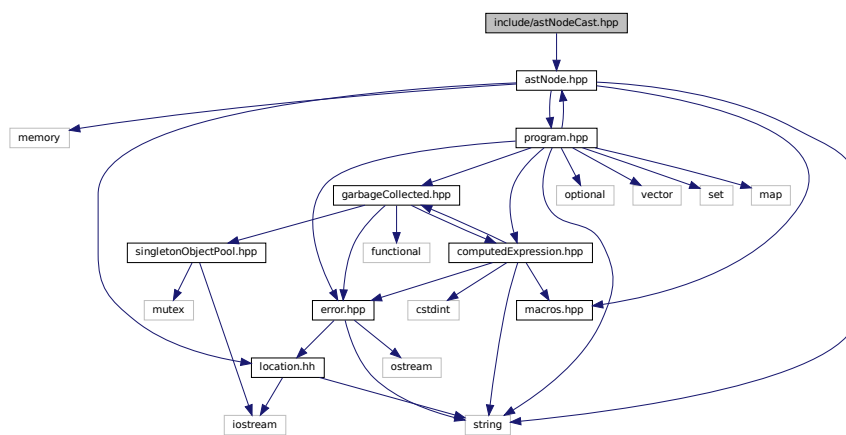 include/astNodeCast.hpp
astNode.hpp
memory
program.hpp
garbageCollected.hpp
optional
vector
set
map
singletonObjectPool.hpp
functional
computedExpression.hpp
mutex
error.hpp
cstdint
macros.hpp
location.hh
ostream
iostream
string